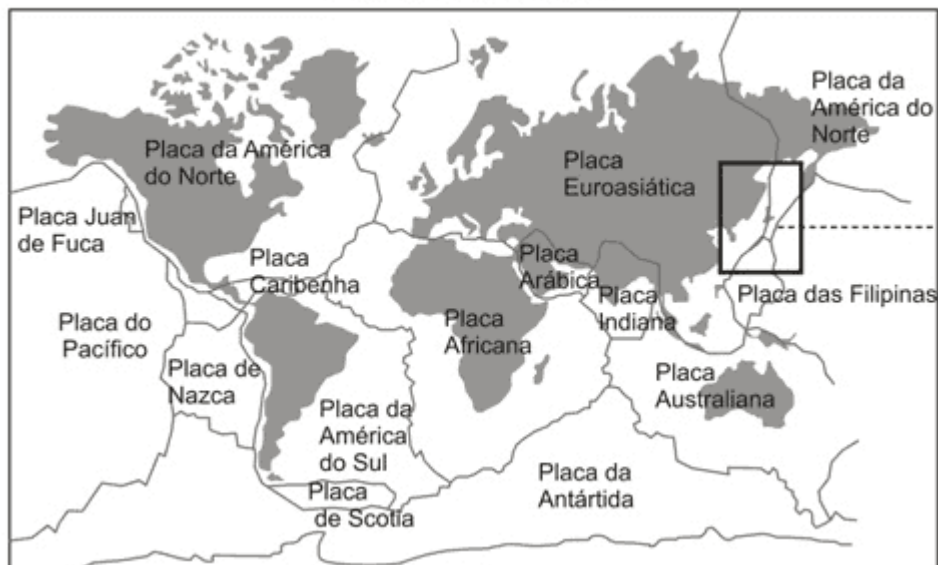 Placa da América
do Norte
Placa Juan
de Fuca
Placa do
Pacífico
Placa
Caribenha
Placa de
Nazca
Placa da
América
do Sul
Placa
de Scotia
Placa
Euroasiática
Placa
Arábica
Placa
Africana
Placa
Indiana
Placa da
América do
Norte
Placa das Filipinas
Placa
Australiana
Placa da
Antártida